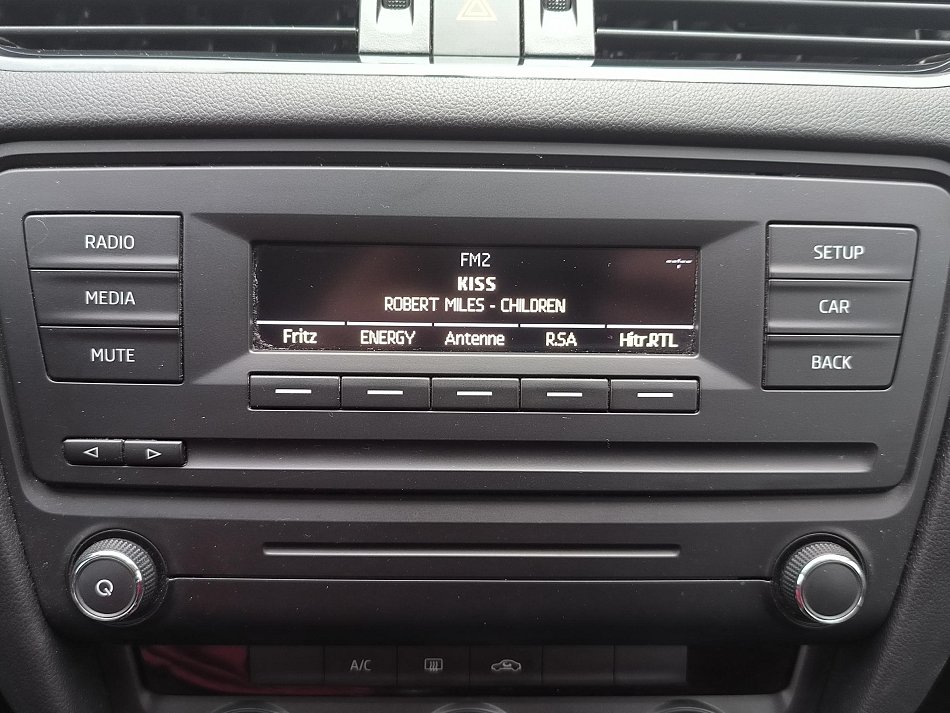 RADIO
MEDIA
MUTE
FM2
KISS
ROBERT MILES - CHILDREN
Fritz ENERGY Antenne R.SA Hitr.RTL
SETUP
CAR
BACK
A/C